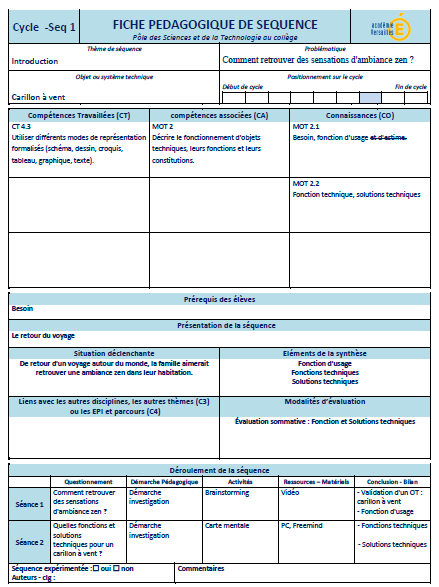 Cycle -Seq 1
FICHE PEDAGOGIQUE DE SEQUENCE
Pôle des Sciences et de la Technologie au collège
académie
Versailles
Thème de séquence
Problématique
Introduction
Comment retrouver des sensations d'ambiance zen ?
Objet ou système technique
Positionnement sur le cycle
Début de cycle
Fin de cycle
Carillon à vent
Compétences Travaillées (CT)
compétences associées (CA)
Connaissances (CO)
CT 4.3
Utiliser différents modes de représentation
formalisés (schéma, dessin, croquis,
tableau, graphique, texte).
MOT 2
Décrire le fonctionnement d'objets
techniques, leurs fonctions et leurs
constitutions.
MOT 2.1
Besoin, fonction d'usage et d'estime.
MOT 2.2
Fonction technique, solutions techniques
Prérequis des élèves
Besoin
Présentation de la séquence
Le retour du voyage
Situation déclenchante
Eléments de la synthèse
De retour d'un voyage autour du monde, la famille aimerait
retrouver une ambiance zen dans leur habitation.
Fonction d'usage
Fonctions techniques
Solutions techniques
Liens avec les autres disciplines, les autres thèmes (C3)
ou les EPI et parcours (C4)
Modalités d'évaluation
Évaluation sommative : Fonction et Solutions techniques
Déroulement de la séquence
Questionnement
Démarche Pédagogique
Activités
Ressources – Matériels
Conclusion - Bilan
Séance 1
Comment retrouver
des sensations
d'ambiance zen ?
Démarche
investigation
Brainstorming
Vidéo
- Validation d'un OT :
carillon à vent
- Fonction d'usage
Séance 2
Quelles fonctions et
solutions
techniques pour un
carillon à vent ?
Démarche
investigation
Carte mentale
PC, Freemind
- Fonctions techniques
- Solutions techniques
Séquence expérimentée : oui non
Commentaires
Auteurs - clg :